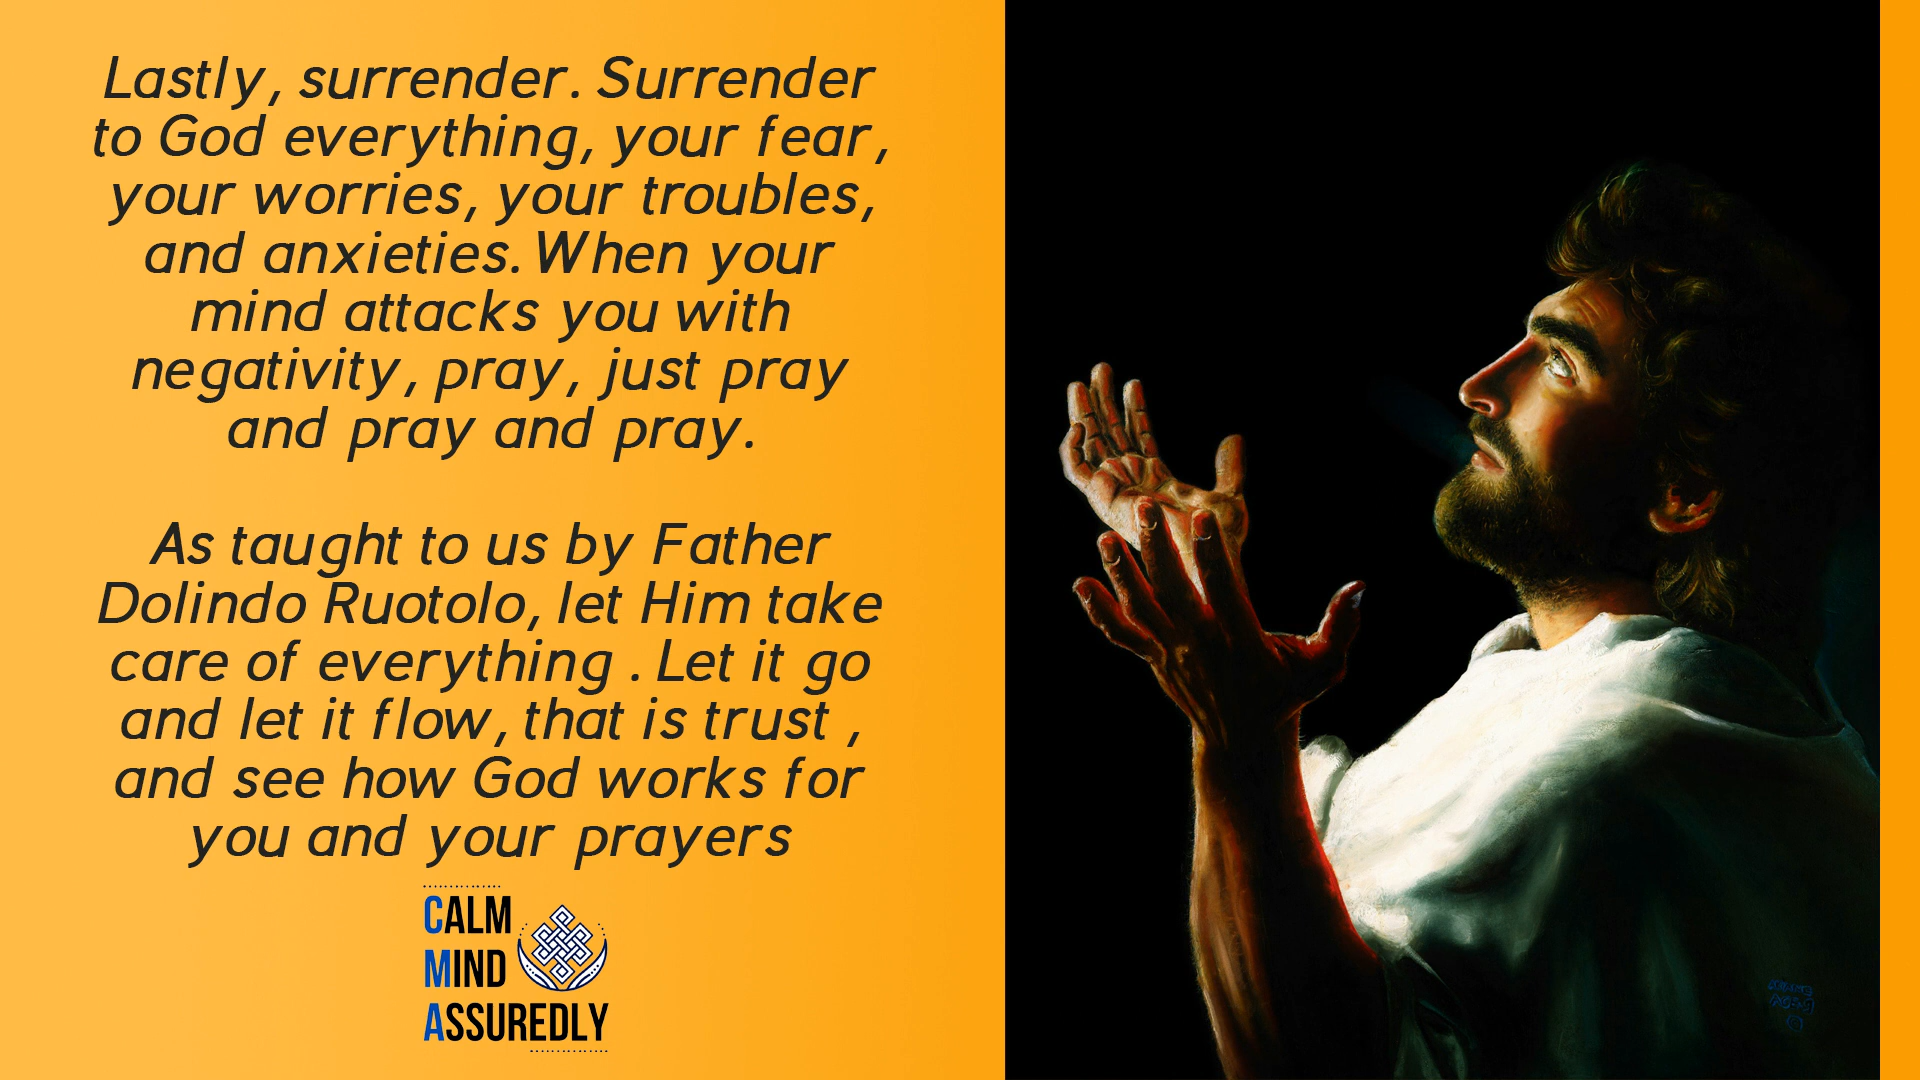 Lastly, surrender. Surrender
to God everything, your fear,
your worries, your troubles,
and anxieties. When your
mind attacks you with
negativity, pray, just pray
and pray and pray.
As taught to us by Father
Dolindo Ruotolo, let Him take
care of everything . Let it go
and let it flow, that is trust ,
and see how God works for
you and your prayers
CALM
MIND
ASSUREDLY